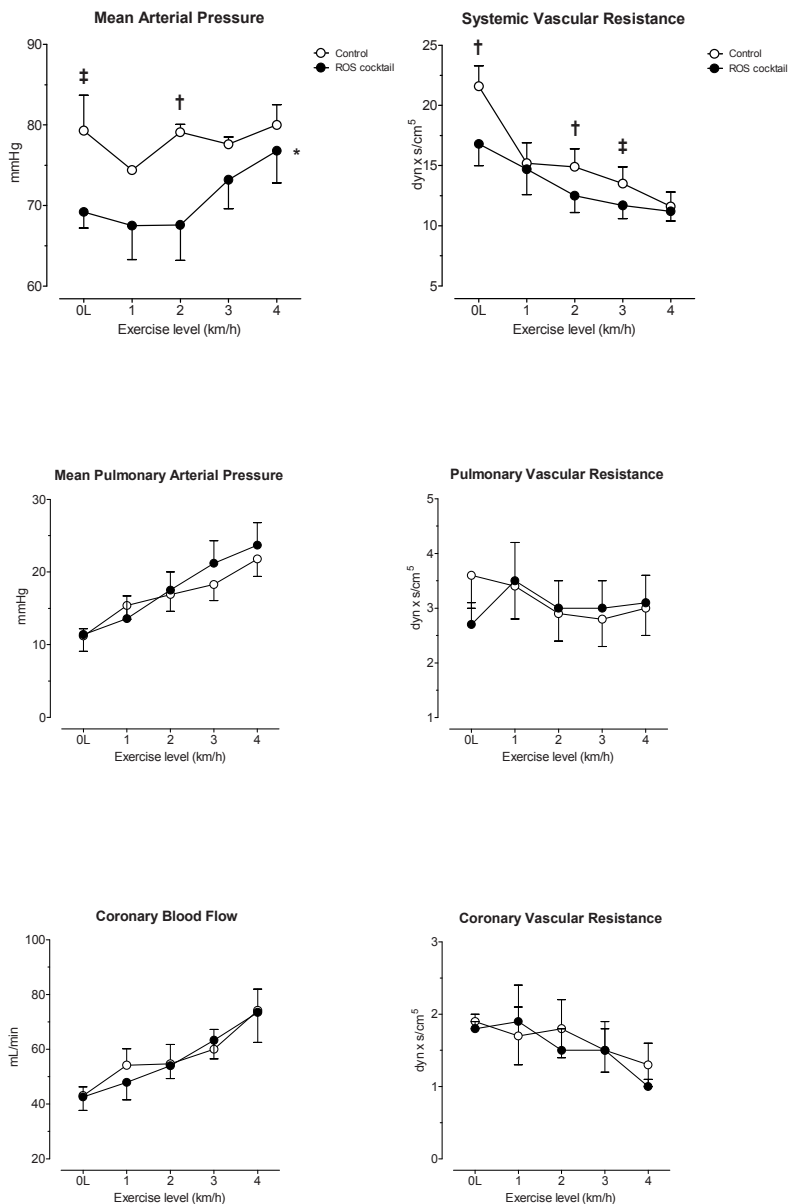 Mean Arterial Pressure
Control
ROS cocktail
mmHg
90
80
70
60
‡
†
*
0L 1 2 3 4
Exercise level (km/h)
Systemic Vascular Resistance
Control
ROS cocktail
dyn x s/cm⁵
25
20
15
10
5
†
†
‡
0L 1 2 3 4
Exercise level (km/h)
Mean Pulmonary Arterial Pressure
mmHg
30
20
10
0
0L 1 2 3 4
Exercise level (km/h)
Pulmonary Vascular Resistance
dyn x s/cm⁵
5
4
3
2
1
0L 1 2 3 4
Exercise level (km/h)
Coronary Blood Flow
mL/min
100
80
60
40
20
0L 1 2 3 4
Exercise level (km/h)
Coronary Vascular Resistance
dyn x s/cm⁵
3
2
1
0
0L 1 2 3 4
Exercise level (km/h)